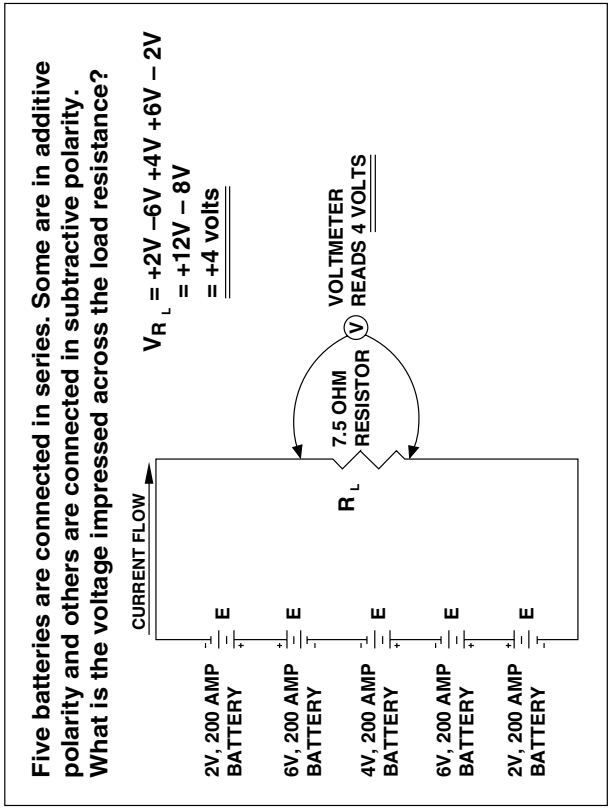 Five batteries are connected in series. Some are in additive
polarity and others are connected in subtractive polarity.
What is the voltage impressed across the load resistance?
V R L = +2V –6V +4V +6V – 2V
= +12V – 8V
= +4 volts
CURRENT FLOW
2V, 200 AMP
BATTERY
- + E
6V, 200 AMP
BATTERY
+ - E
4V, 200 AMP
BATTERY
- + E
6V, 200 AMP
BATTERY
- + E
2V, 200 AMP
BATTERY
+ - E
R L
7.5 OHM
RESISTOR
V
VOLTMETER
READS 4 VOLTS